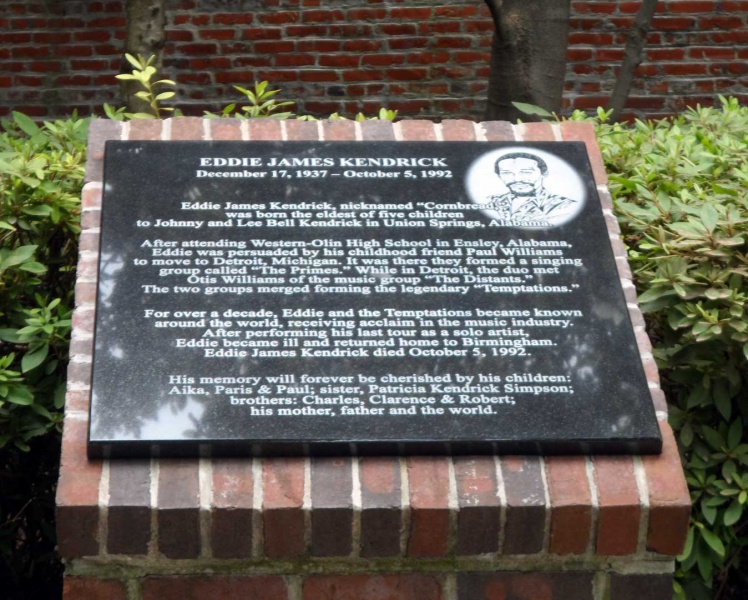 EDDIE JAMES KENDRICK
December 17, 1937 – October 5, 1992
Eddie James Kendrick, nicknamed "Cornbread
was born the eldest of five children
to Johnny and Lee Bell Kendrick in Union Springs, Alabama.
After attending Western-Olin High School in Ensley, Alabama,
Eddie was persuaded by his childhood friend Paul Williams
to move to Detroit, Michigan. It was there they formed a singing
group called "The Primes." While in Detroit, the duo met
Otis Williams of the music group "The Distants."
The two groups merged forming the legendary "Temptations."
For over a decade, Eddie and the Temptations became known
around the world, receiving acclaim in the music industry.
After performing his last tour as a solo artist,
Eddie became ill and returned home to Birmingham.
Eddie James Kendrick died October 5, 1992.
His memory will forever be cherished by his children:
Aika, Paris & Paul; sister, Patricia Kendrick Simpson;
brothers: Charles, Clarence & Robert;
his mother, father and the world.